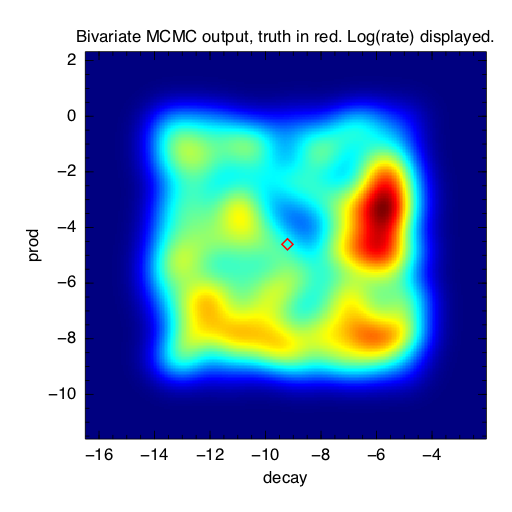 Bivariate MCMC output, truth in red. Log(rate) displayed.
2
0
−2
−4
−6
−8
−10
prod
−16 −14 −12 −10 −8 −6 −4
decay